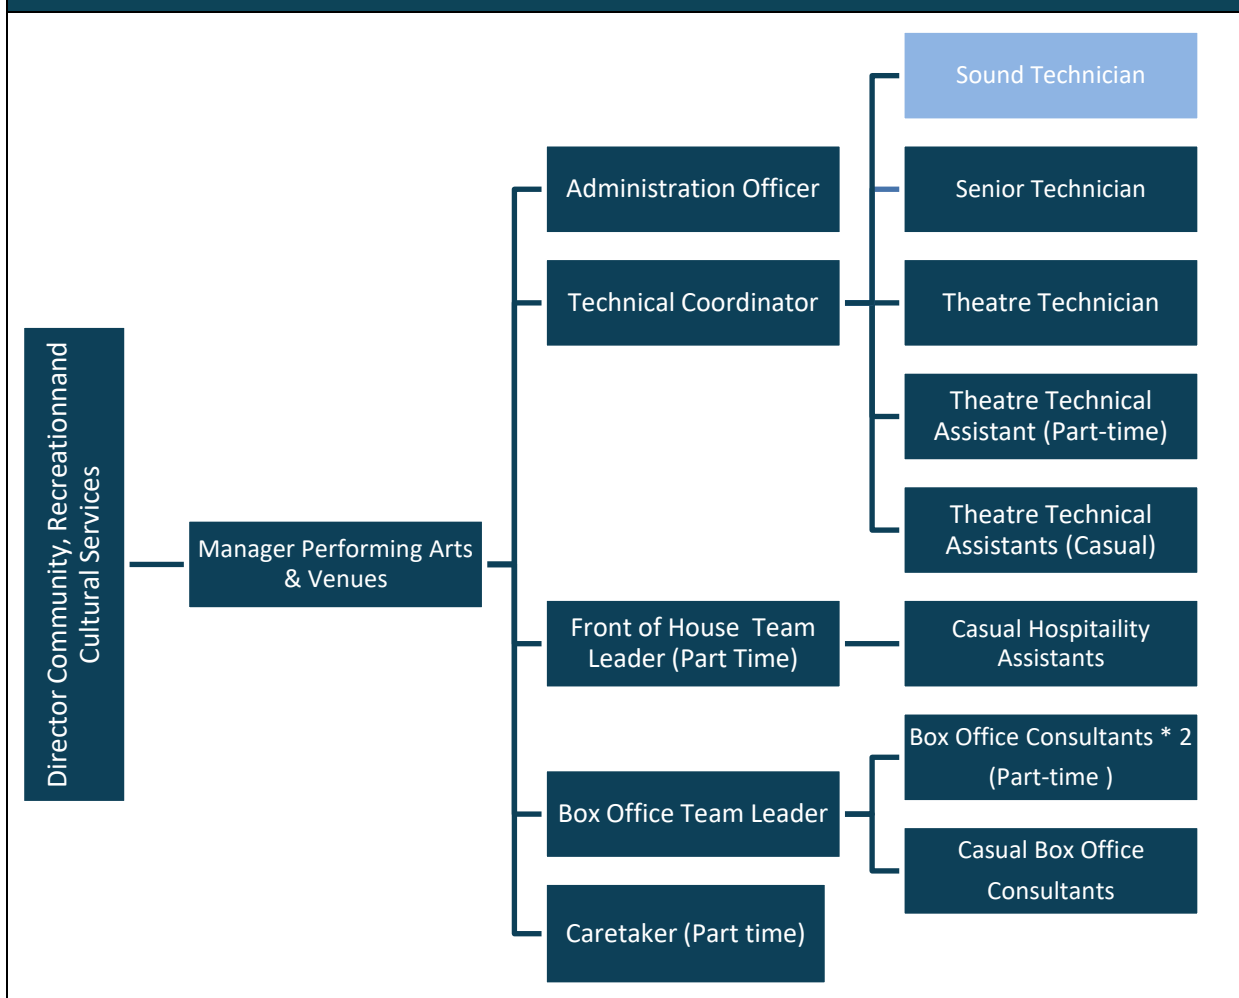 Director Community, Recreationnand
Cultural Services
Manager Performing Arts
& Venues
Administration Officer
Technical Coordinator
Front of House  Team
Leader (Part Time)
Box Office Team Leader
Caretaker (Part time)
Sound Technician
Senior Technician
Theatre Technician
Theatre Technical
Assistant (Part-time)
Theatre Technical
Assistants (Casual)
Casual Hospitaility
Assistants
Box Office Consultants * 2
(Part-time )
Casual Box Office
Consultants